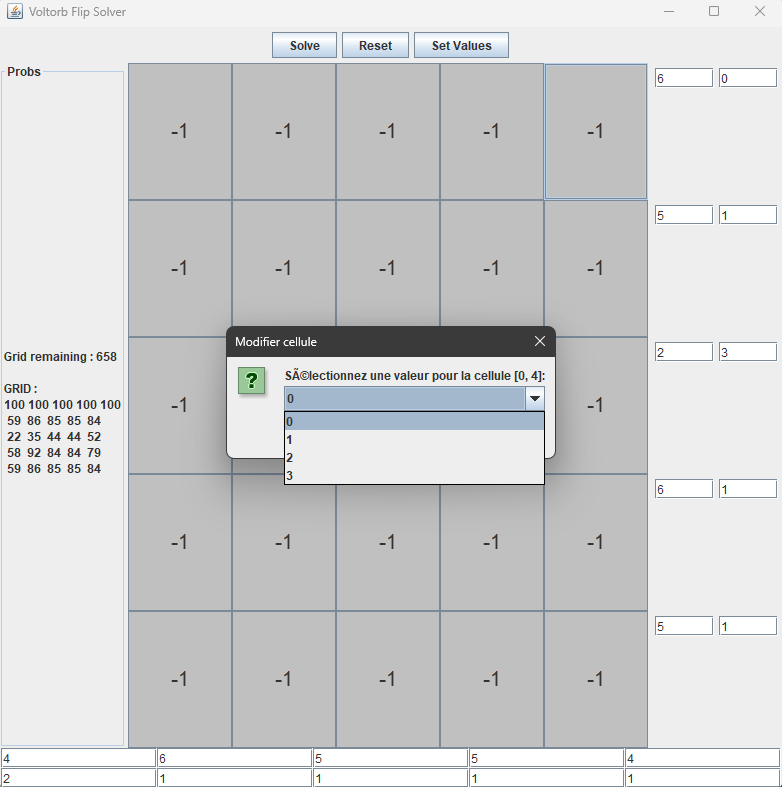 Voltorb Flip Solver
Solve Reset Set Values
Probs
-1 -1 -1 -1 -1 6 0
-1 -1 -1 -1 -1 5 1
Modifier cellule
-1 -1 2 3
SÃ©lectionnez une valeur pour la cellule [0, 4]:
0
0
1
2
3
Grid remaining : 658
GRID :
100 100 100 100 100
59 86 85 85 84
22 35 44 44 52
58 92 84 84 79
59 86 85 85 84
-1 -1 -1 -1 -1 6 1
-1 -1 -1 -1 -1 5 1
4 6 5 5 4
2 1 1 1 1